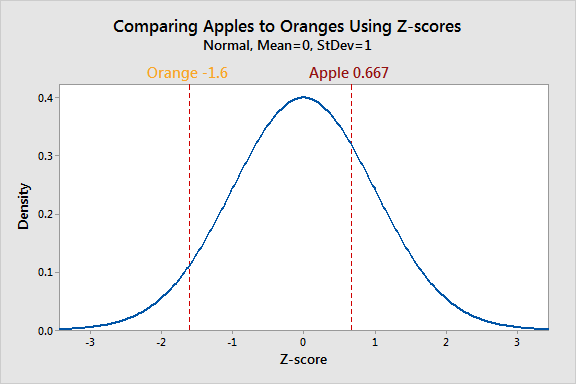 Comparing Apples to Oranges Using Z-scores
Normal, Mean=0, StDev=1
Orange -1.6 Apple 0.667
0.4
0.3
0.2
0.1
0.0
Density
-3 -2 -1 0 1 2 3
Z-score